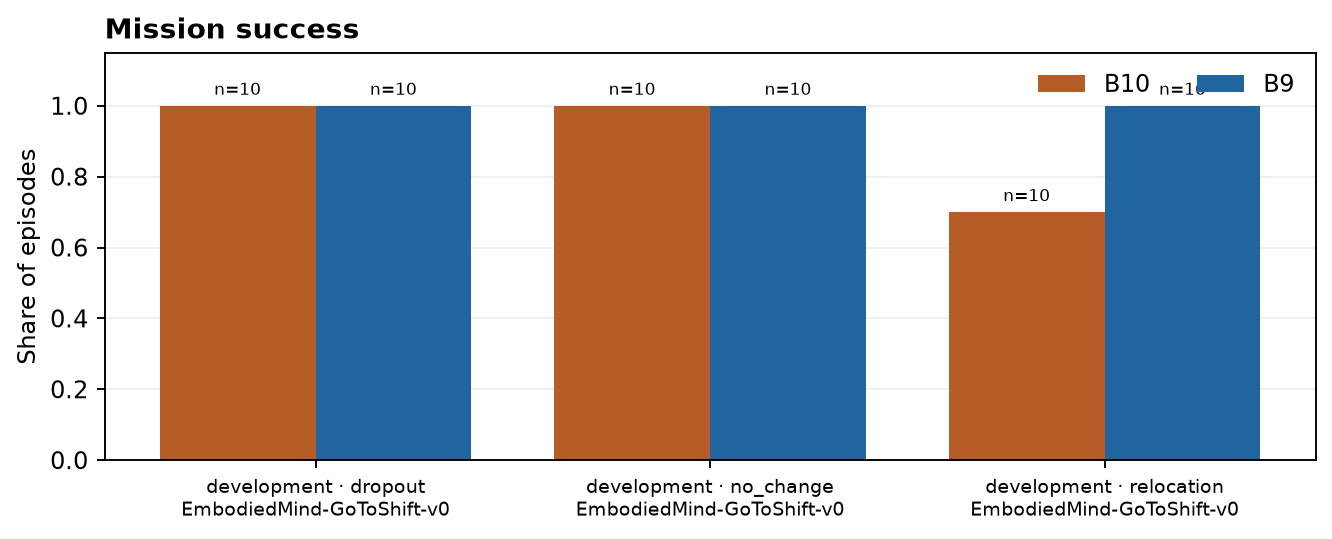 Mission success
n=10
n=10
n=10
n=10
n=10
n=10
B10
B9
Share of episodes
1.0
0.8
0.6
0.4
0.2
0.0
development · dropout
EmbodiedMind-GoToShift-v0
development · no_change
EmbodiedMind-GoToShift-v0
development · relocation
EmbodiedMind-GoToShift-v0